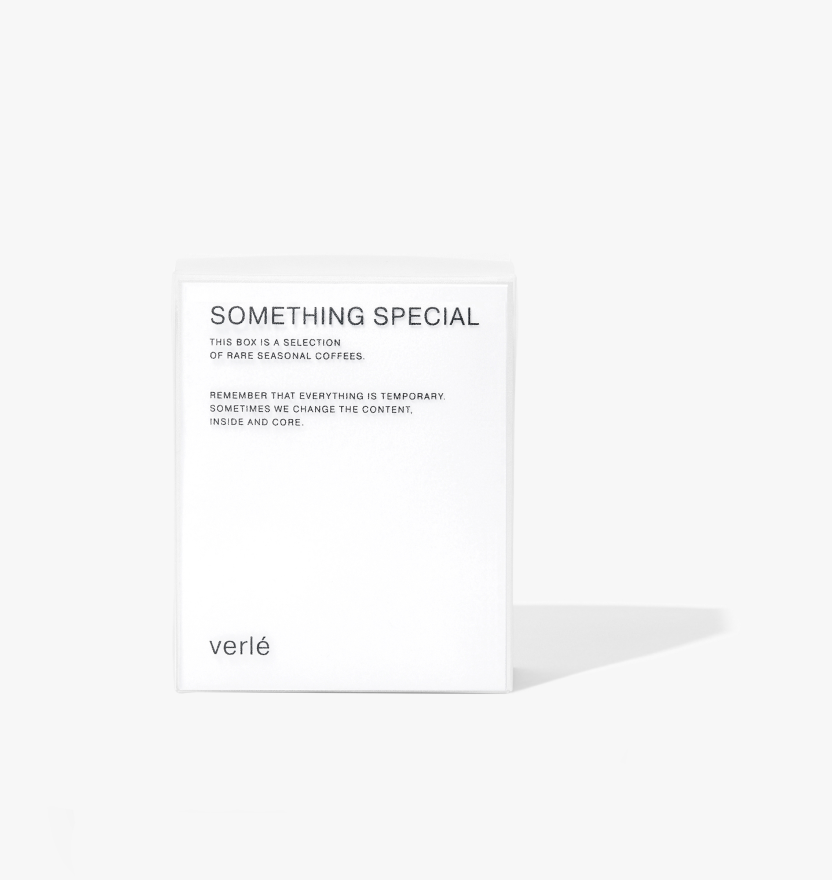 SOMETHING SPECIAL
THIS BOX IS A SELECTION
OF RARE SEASONAL COFFEES.
REMEMBER THAT EVERYTHING IS TEMPORARY.
SOMETIMES WE CHANGE THE CONTENT,
INSIDE AND CORE.
verlé